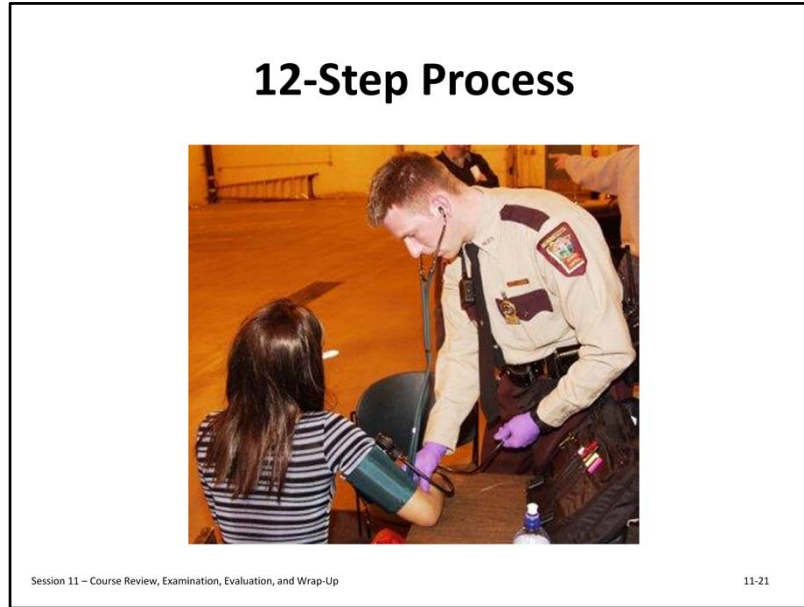 12-Step Process
Session 11 – Course Review, Examination, Evaluation, and Wrap-Up
11-21